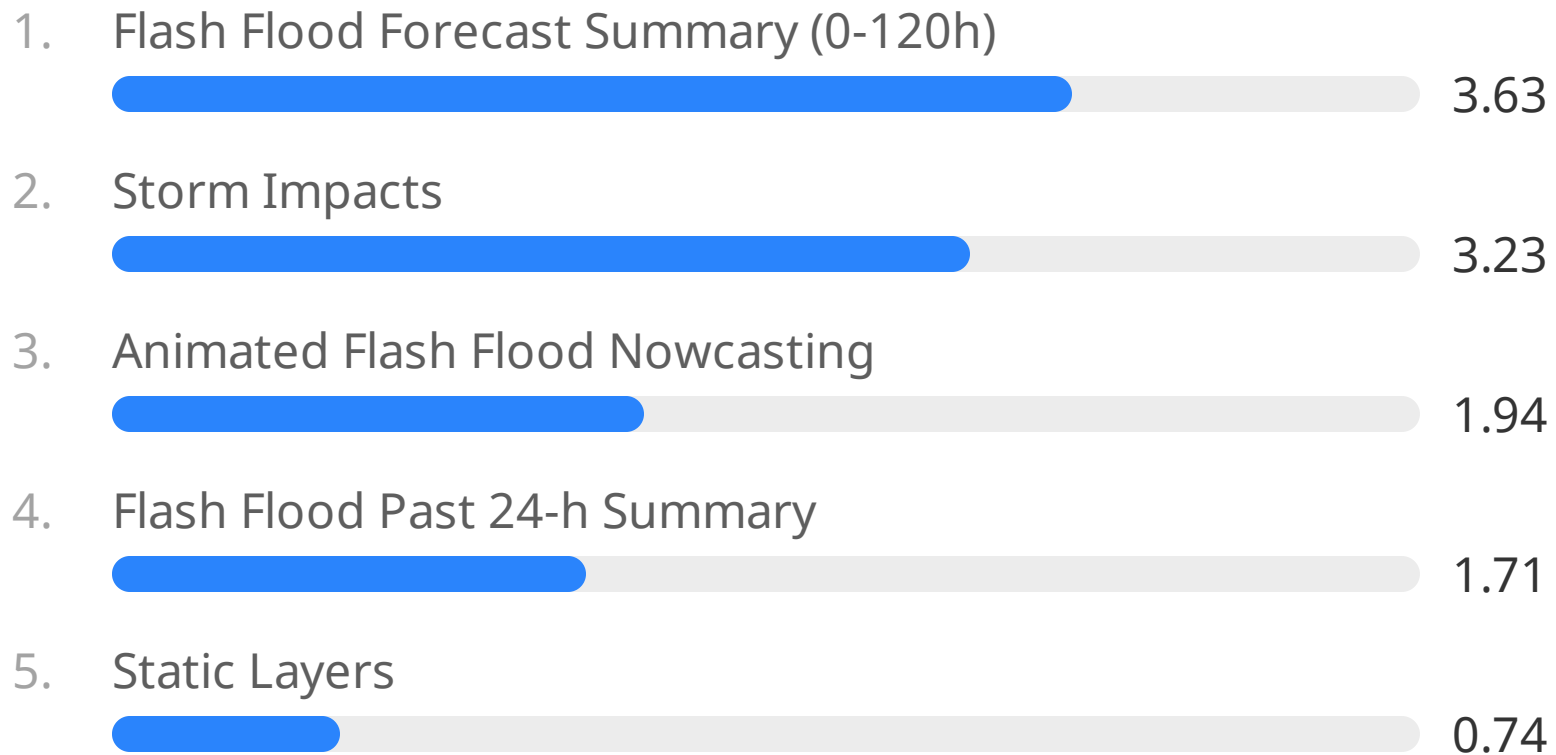 1. Flash Flood Forecast Summary (0-120h)
3.63
2. Storm Impacts
3.23
3. Animated Flash Flood Nowcasting
1.94
4. Flash Flood Past 24-h Summary
1.71
5. Static Layers
0.74